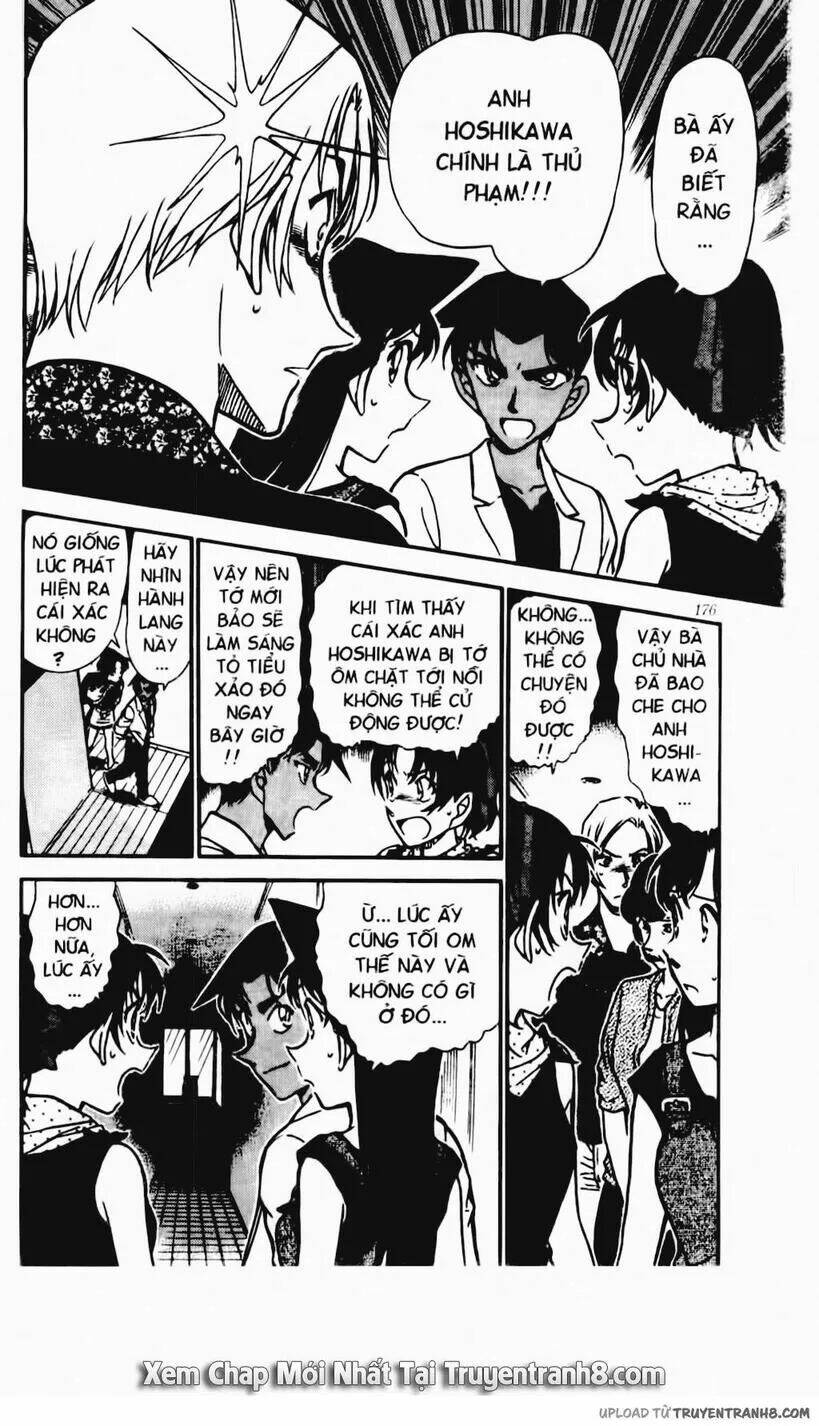 BÀ ẤY
ĐÃ
BIẾT
RẰNG
...
ANH
HOSHIKAWA
CHÍNH LÀ THỦ
PHẠM!!!
176
VẬY BÀ
CHỦ NHÀ
ĐÃ BAO
CHE CHO
ANH
HOSHI-
KAWA
...
KHÔNG...
KHÔNG
THỂ CÓ
CHUYỆN
ĐÓ
ĐƯỢC
!!
KHI TÌM THẤY
CÁI XÁC ANH
HOSHIKAWA BỊ TỚ
ÔM CHẶT TỚI NỖI
KHÔNG THỂ CỬ
ĐỘNG ĐƯỢC!
VẬY NÊN
TỚ MỚI
BẢO SẼ
LÀM SÁNG
TỎ TIỂU
XẢO ĐÓ
NGAY
BÂY GIỜ
!!
HÃY
NHÌN
HÀNH
LANG
NÀY
...
NÓ GIỐNG
LÚC PHÁT
HIỆN RA
CÁI XÁC
KHÔNG
?
Ừ... LÚC ẤY
CŨNG TỐI OM
THẾ NÀY VÀ
KHÔNG CÓ GÌ
Ở ĐÓ...
HƠN...
HƠN
NỮA,
LÚC ẤY
...
Xem Chap Mới Nhất Tại Truyentranh8.com
UPLOAD TỪ TRUYENTRANH8.COM